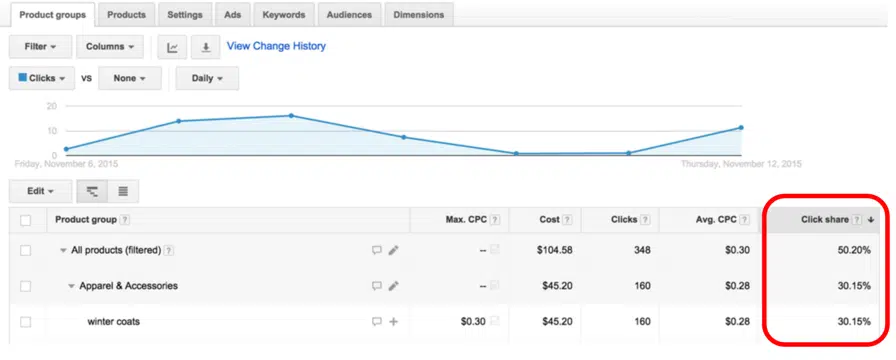 Product groups Products Settings Ads Keywords Audiences Dimensions
Filter Columns View Change History
Clicks VS None Daily
20
10
0
Friday, November 6, 2015 Thursday, November 12, 2015
Edit
Product group ? Max. CPC ? Cost ? Clicks ? Avg. CPC ? Click share ?
All products (filtered) ? -- $104.58 348 $0.30 50.20%
Apparel & Accessories -- $45.20 160 $0.28 30.15%
winter coats $0.30 $45.20 160 $0.28 30.15%